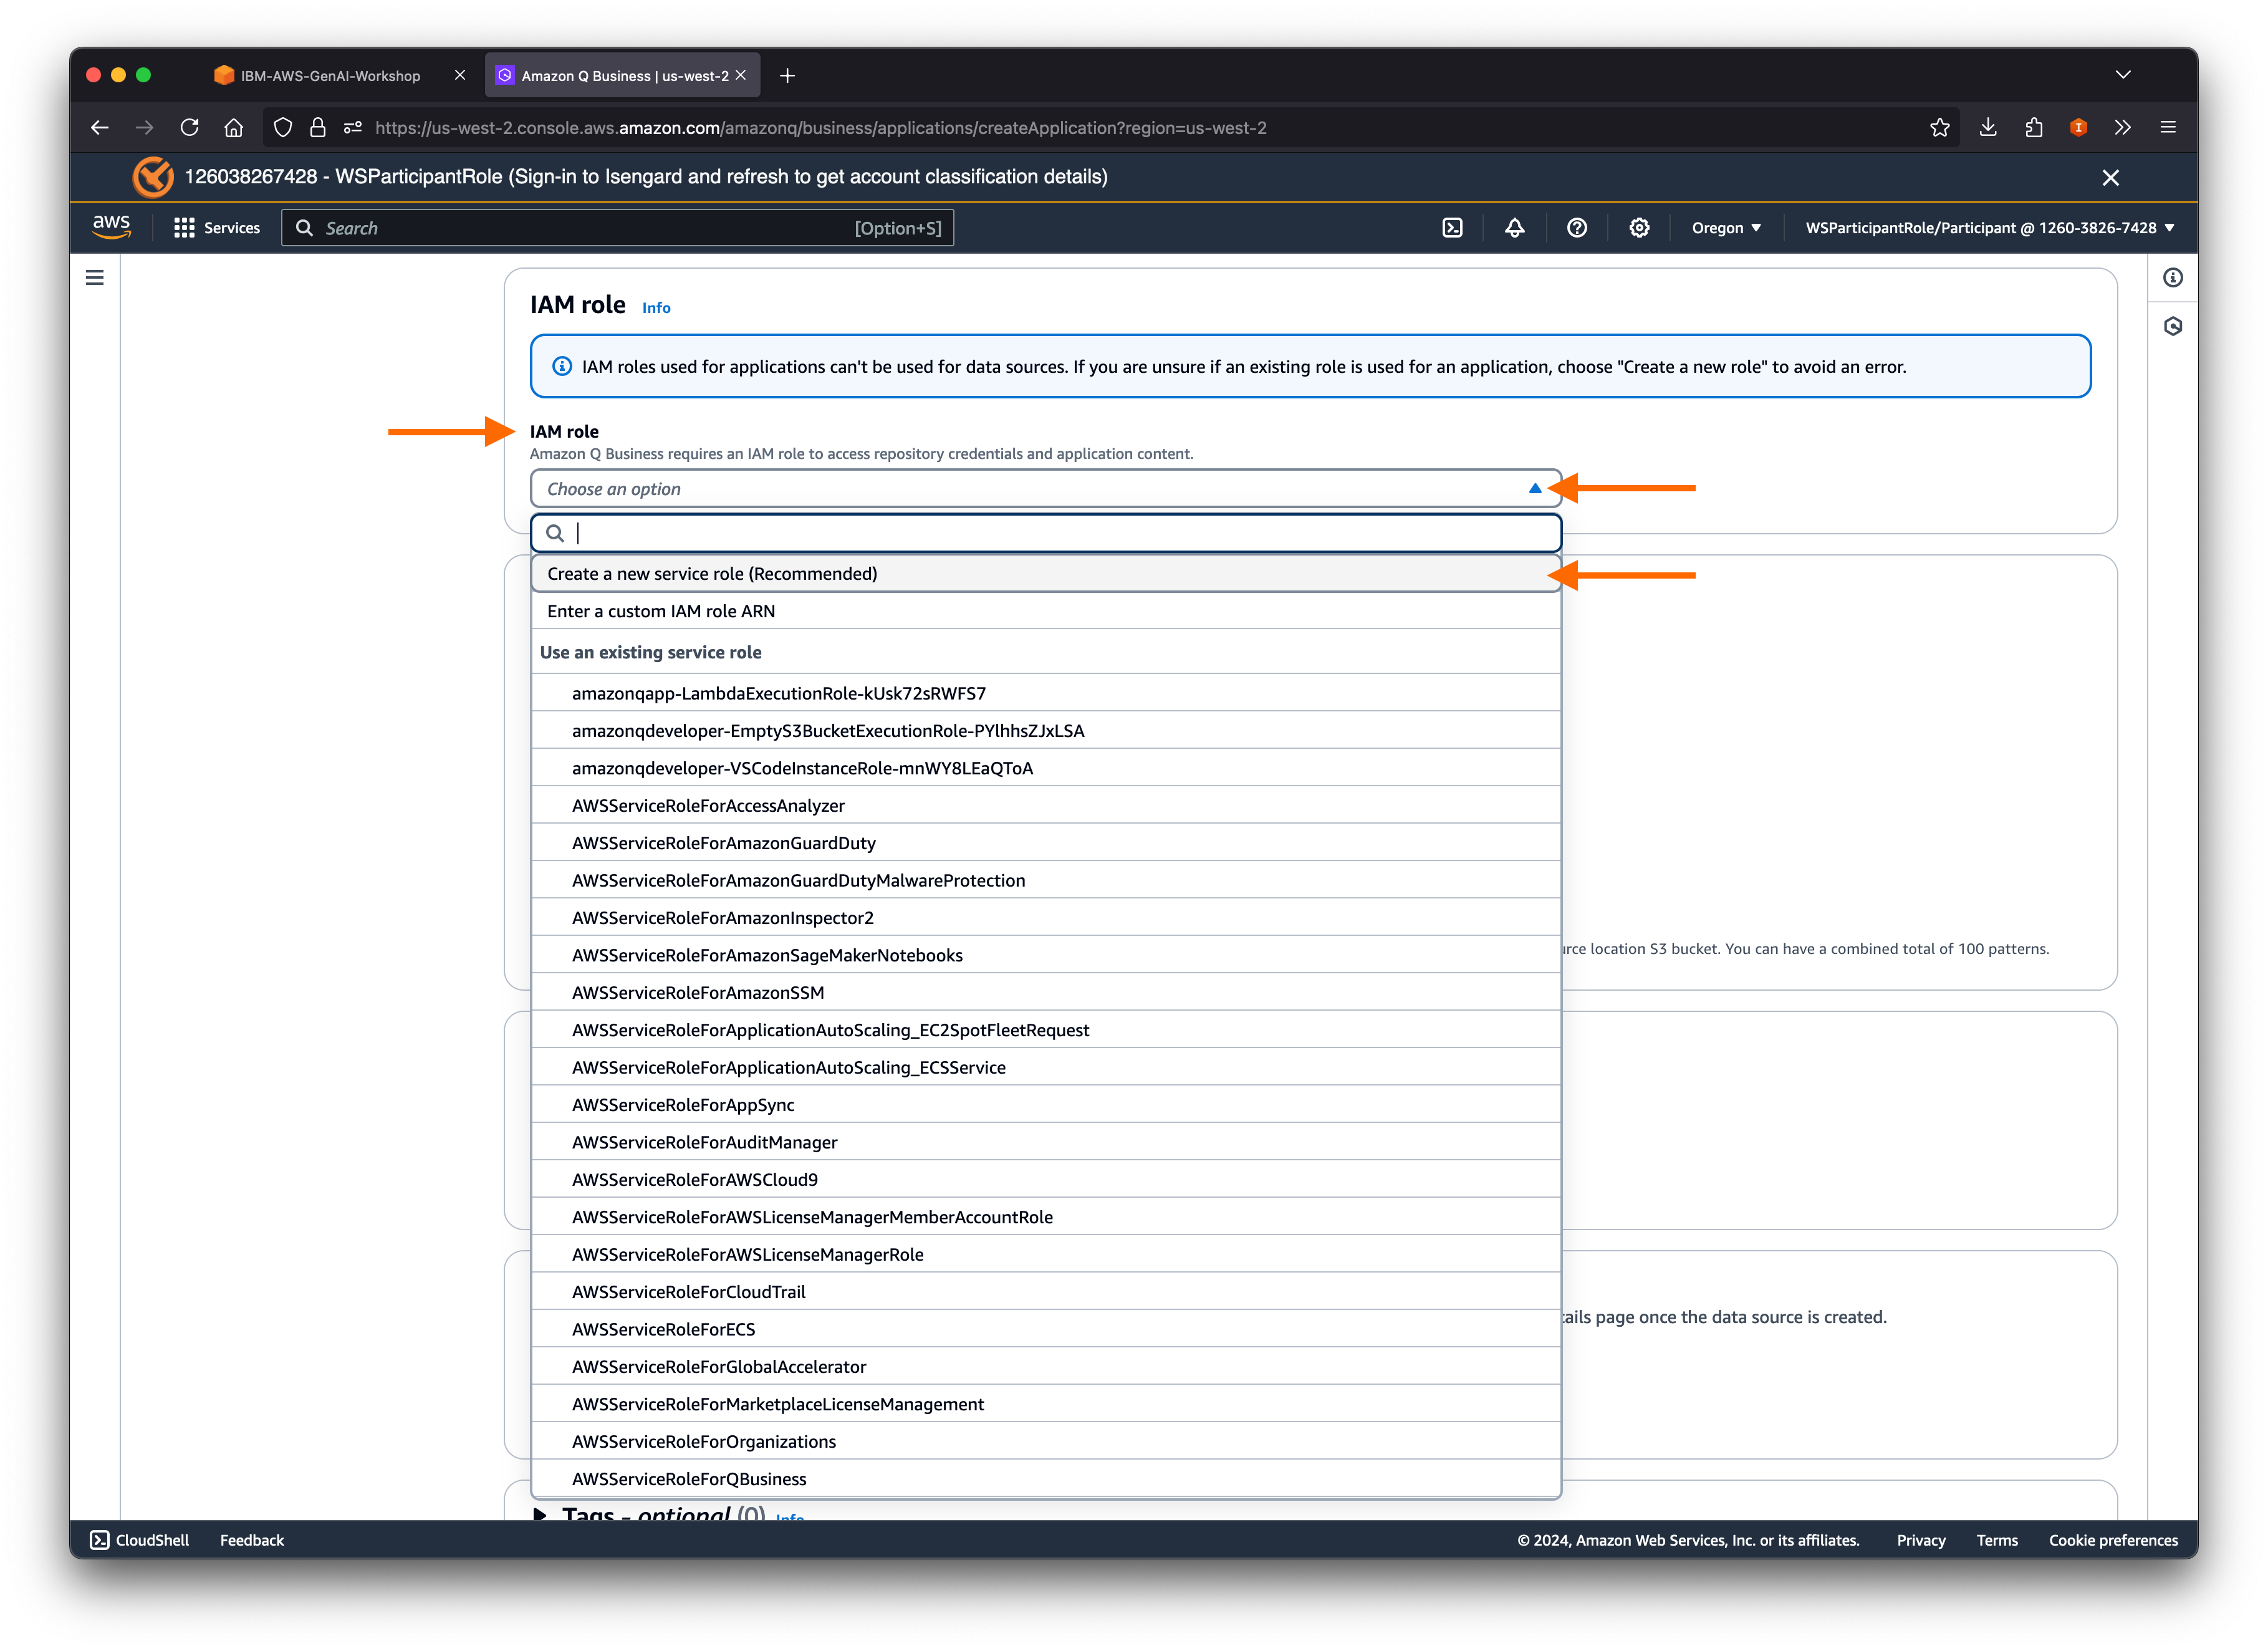 IBM-AWS-GenAI-Workshop
Amazon Q Business | us-west-2
https://us-west-2.console.aws.amazon.com/amazonq/business/applications/createApplication?region=us-west-2
126038267428 - WSParticipantRole (Sign-in to Isengard and refresh to get account classification details)
aws
Services
Search
[Option+S]
Oregon
WSParticipantRole/Participant @ 1260-3826-7428
IAM role Info
IAM roles used for applications can't be used for data sources. If you are unsure if an existing role is used for an application, choose "Create a new role" to avoid an error.
IAM role
Amazon Q Business requires an IAM role to access repository credentials and application content.
Choose an option
Create a new service role (Recommended)
Enter a custom IAM role ARN
Use an existing service role
amazonqapp-LambdaExecutionRole-kUsk72sRWFS7
amazonqdeveloper-EmptyS3BucketExecutionRole-PYlhhsZJxLSA
amazonqdeveloper-VSCodeInstanceRole-mnWY8LEaQToA
AWSServiceRoleForAccessAnalyzer
AWSServiceRoleForAmazonGuardDuty
AWSServiceRoleForAmazonGuardDutyMalwareProtection
AWSServiceRoleForAmazonInspector2
AWSServiceRoleForAmazonSageMakerNotebooks
urce location S3 bucket. You can have a combined total of 100 patterns.
AWSServiceRoleForAmazonSSM
AWSServiceRoleForApplicationAutoScaling_EC2SpotFleetRequest
AWSServiceRoleForApplicationAutoScaling_ECSService
AWSServiceRoleForAppSync
AWSServiceRoleForAuditManager
AWSServiceRoleForAWSCloud9
AWSServiceRoleForAWSLicenseManagerMemberAccountRole
AWSServiceRoleForAWSLicenseManagerRole
AWSServiceRoleForCloudTrail
tails page once the data source is created.
AWSServiceRoleForECS
AWSServiceRoleForGlobalAccelerator
AWSServiceRoleForMarketplaceLicenseManagement
AWSServiceRoleForOrganizations
AWSServiceRoleForQBusiness
Tags - optional (0) Info
CloudShell
Feedback
© 2024, Amazon Web Services, Inc. or its affiliates.
Privacy
Terms
Cookie preferences